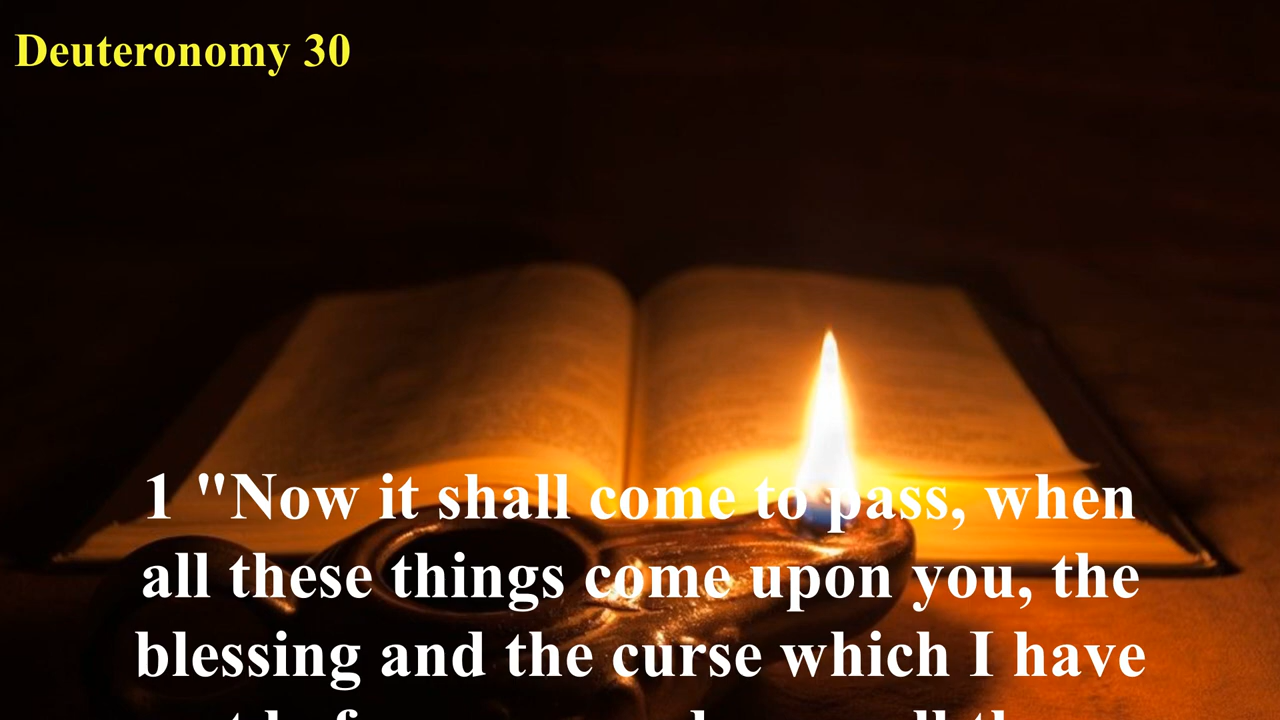 Deuteronomy 30
1 "Now it shall come to pass, when
all these things come upon you, the
blessing and the curse which I have